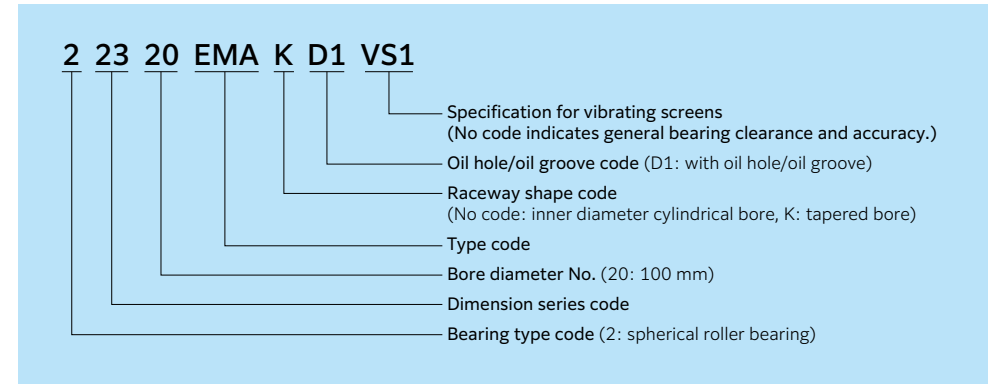 2 23 20 EMA K D1 VS1
Specification for vibrating screens
(No code indicates general bearing clearance and accuracy.)
Oil hole/oil groove code (D1: with oil hole/oil groove)
Raceway shape code
(No code: inner diameter cylindrical bore, K: tapered bore)
Type code
Bore diameter No. (20: 100 mm)
Dimension series code
Bearing type code (2: spherical roller bearing)